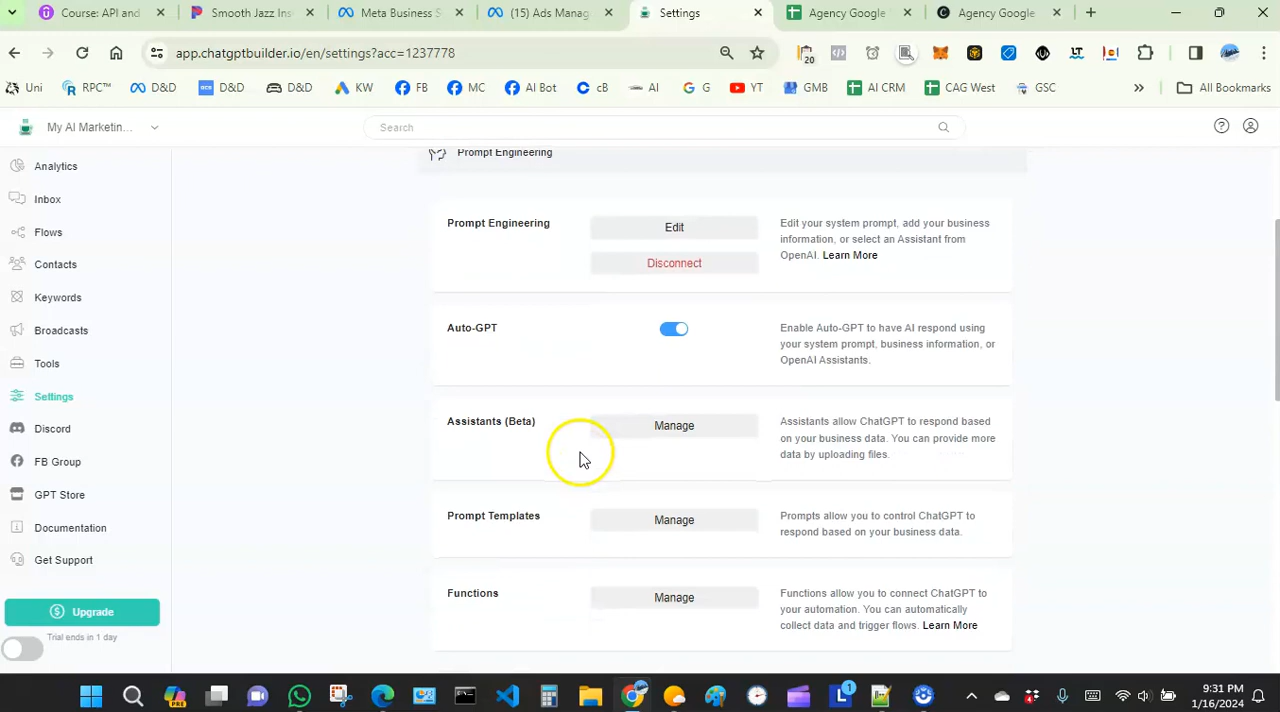 Course: API and
Smooth Jazz Ins
Meta Business S
(15) Ads Manag
Settings
Agency Google
Agency Google
app.chatgptbuilder.io/en/settings?acc=1237778
20
Uni
RPC™
D&D
D&D
D&D
KW
FB
MC
AI Bot
cB
AI
G
YT
GMB
AI CRM
CAG West
GSC
All Bookmarks
My AI Marketin...
Search
Analytics
Inbox
Flows
Contacts
Keywords
Broadcasts
Tools
Settings
Discord
FB Group
GPT Store
Documentation
Get Support
Upgrade
Trial ends in 1 day
Prompt Engineering
Prompt Engineering
Edit
Disconnect
Edit your system prompt, add your business
information, or select an Assistant from
OpenAI. Learn More
Auto-GPT
Enable Auto-GPT to have AI respond using
your system prompt, business information, or
OpenAI Assistants.
Assistants (Beta)
Manage
Assistants allow ChatGPT to respond based
on your business data. You can provide more
data by uploading files.
Prompt Templates
Manage
Prompts allow you to control ChatGPT to
respond based on your business data.
Functions
Manage
Functions allow you to connect ChatGPT to
your automation. You can automatically
collect data and trigger flows. Learn More
9:31 PM
1/16/2024